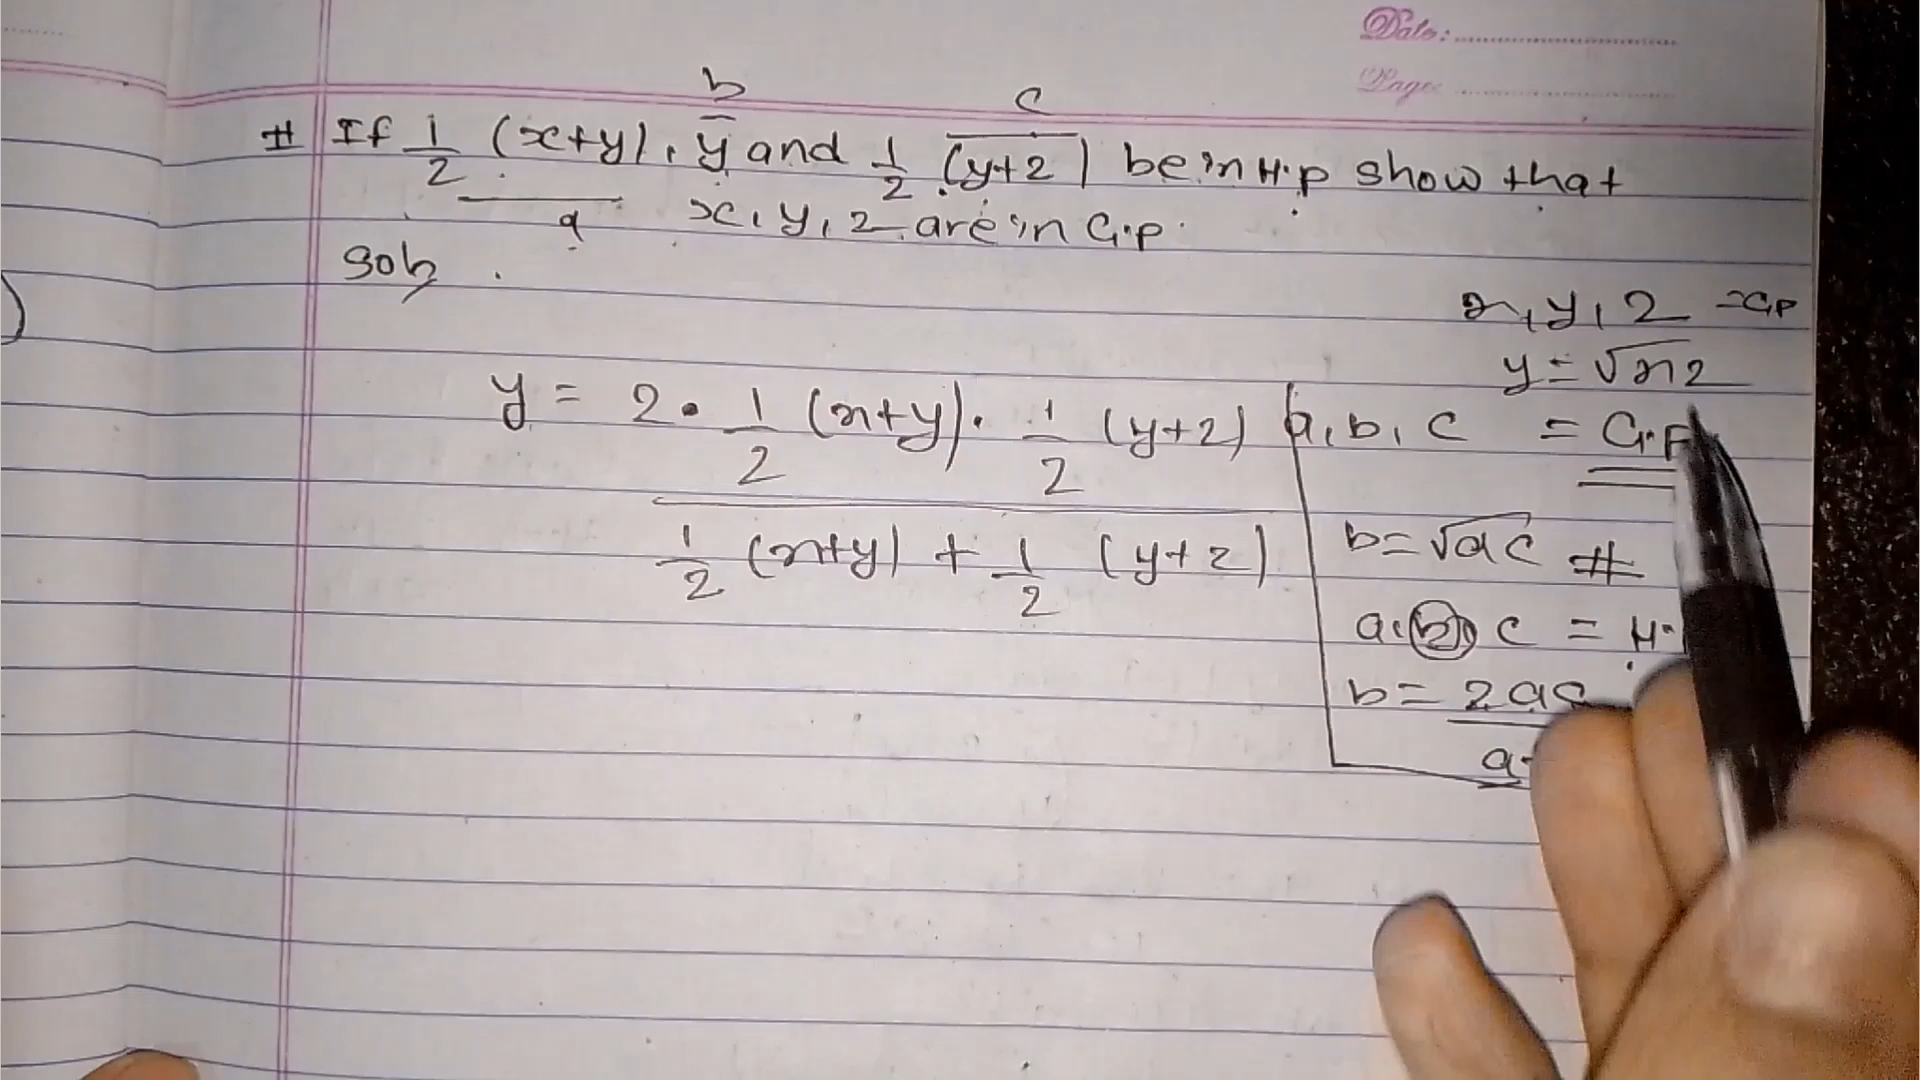 Date:
Page:
b
c
# If 1/2 (x+y), y and 1/2 (y+z) be in H.p show that
a
x, y, z are in G.p.
Soln
x, y, z = GP
y = √xz
y = 2 · 1/2 (x+y) · 1/2 (y+z)
1/2 (x+y) + 1/2 (y+z)
a, b, c = G.P
b = √ac #
a, b, c = H.
b = 2ac
a+